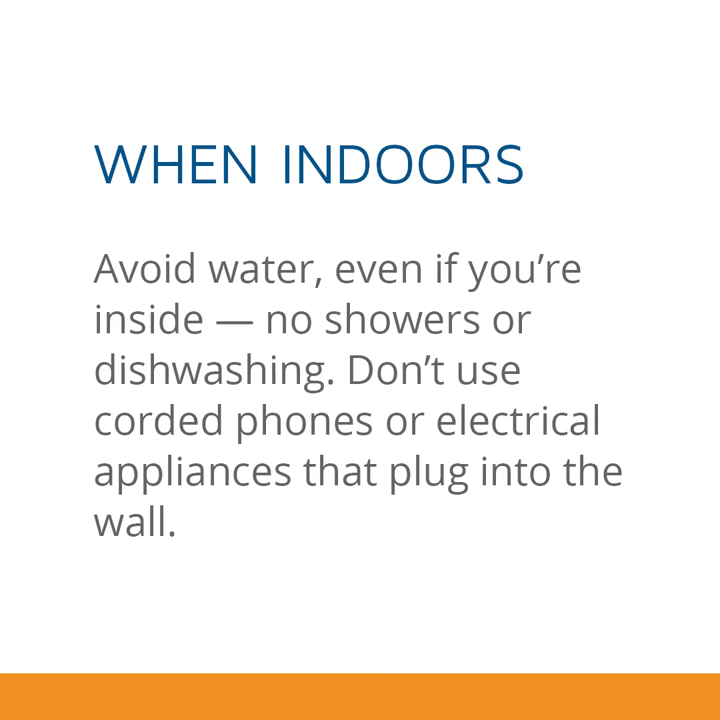 WHEN INDOORS
Avoid water, even if you’re
inside — no showers or
dishwashing. Don’t use
corded phones or electrical
appliances that plug into the
wall.